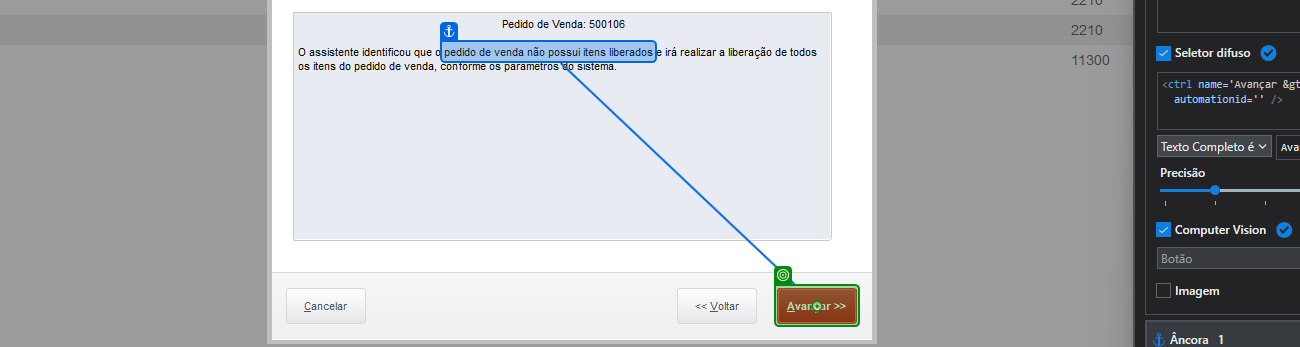 2210
Pedido de Venda: 500106
O assistente identificou que o pedido de venda não possui itens liberados e irá realizar a liberação de todos
os itens do pedido de venda, conforme os parâmetros do sistema.
2210
11300
Cancelar
<< Voltar
Avançar >>
Seletor difuso
<ctrl name='Avançar &gt
automationid='' />
Texto Completo é
Ava
Precisão
Computer Vision
Botão
Imagem
Âncora 1